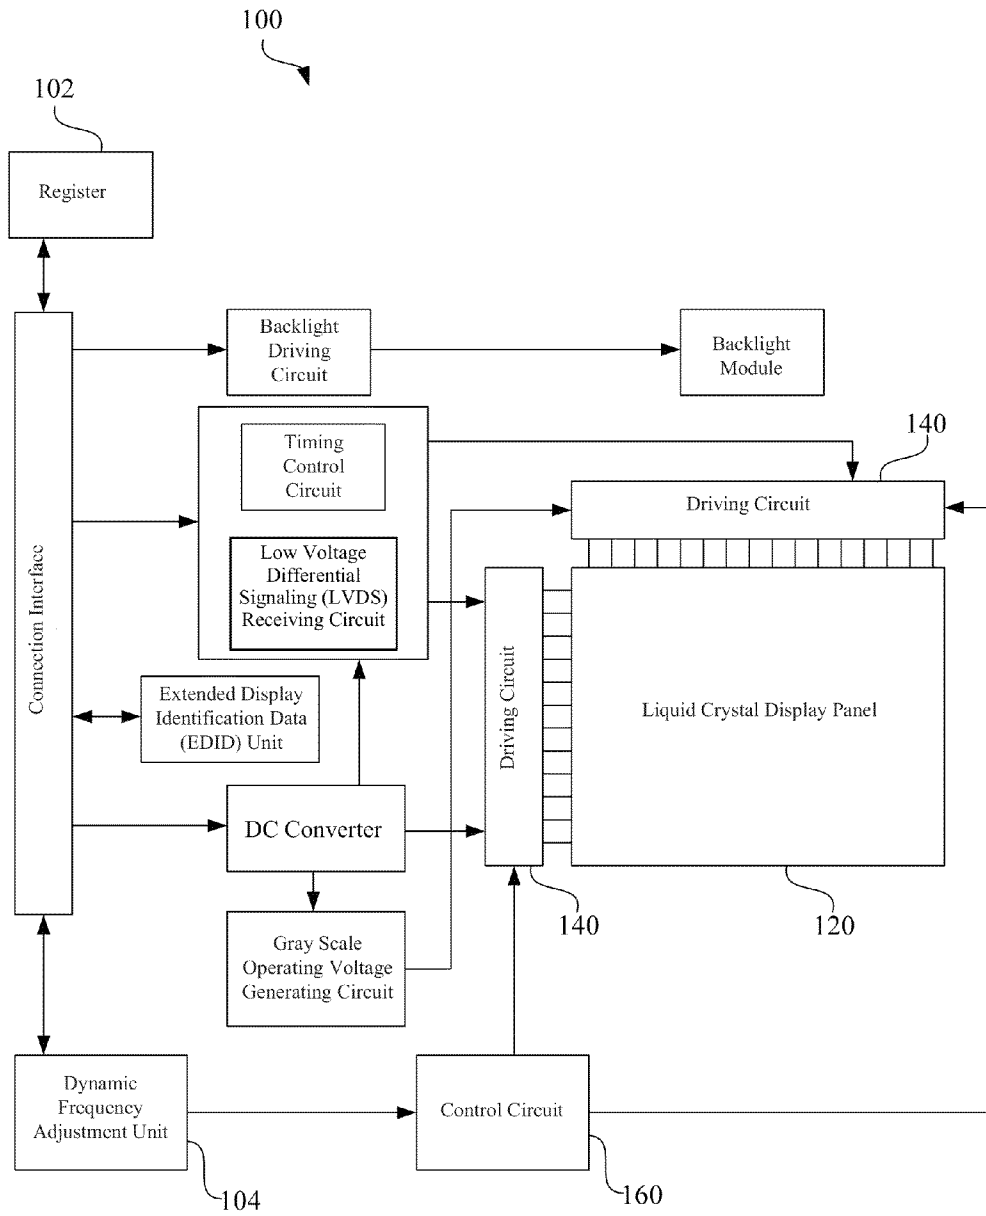 100
102
Register
Backlight
Driving
Circuit
Backlight
Module
Timing
Control
Circuit
140
Driving Circuit
Low Voltage
Differential
Signaling (LVDS)
Receiving Circuit
Connection Interface
Driving Circuit
Liquid Crystal Display Panel
Extended Display
Identification Data
(EDID) Unit
DC Converter
140
120
Gray Scale
Operating Voltage
Generating Circuit
Dynamic
Frequency
Adjustment Unit
Control Circuit
104
160